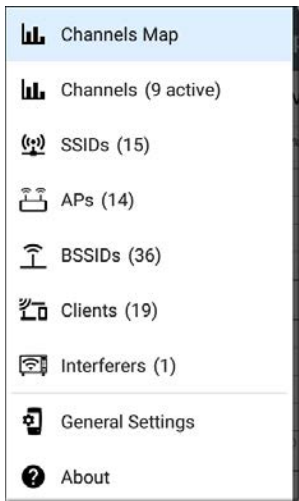 Channels Map
Channels (9 active)
SSIDs (15)
APs (14)
BSSIDs (36)
Clients (19)
Interferers (1)
General Settings
About